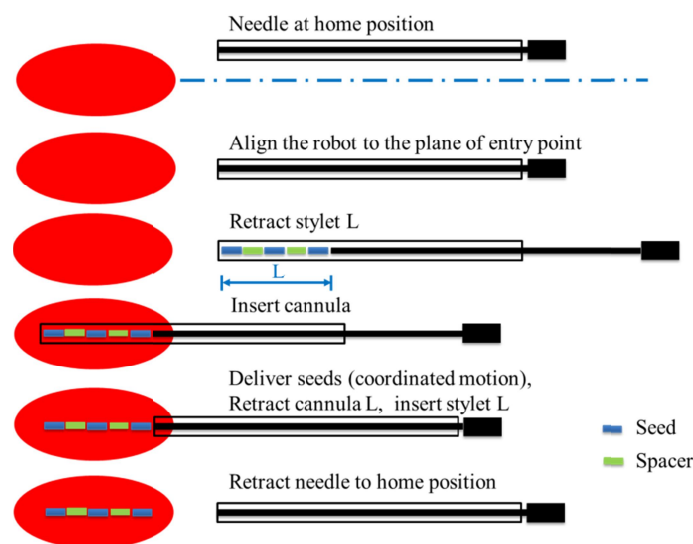 Needle at home position
Align the robot to the plane of entry point
Retract stylet L
L
Insert cannula
Deliver seeds (coordinated motion),
Retract cannula L, insert stylet L
Seed
Spacer
Retract needle to home position